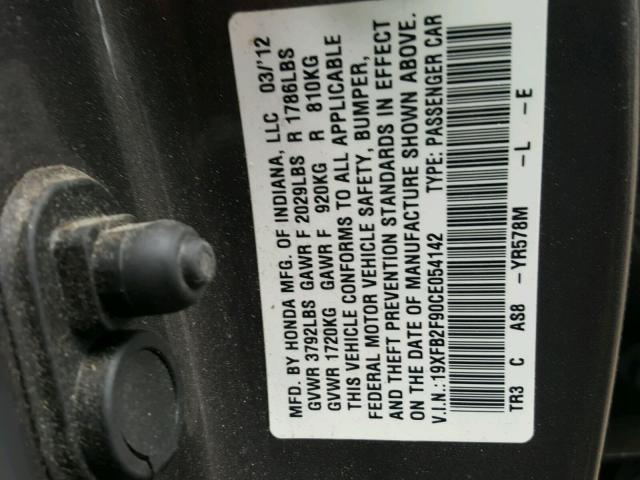 MFD. BY HONDA MFG. OF INDIANA, LLC 03/'12
GVWR 3792LBS GAWR F 2029LBS R 1786LBS
GVWR 1720KG GAWR F 920KG R 810KG
THIS VEHICLE CONFORMS TO ALL APPLICABLE
FEDERAL MOTOR VEHICLE SAFETY, BUMPER,
AND THEFT PREVENTION STANDARDS IN EFFECT
ON THE DATE OF MANUFACTURE SHOWN ABOVE.
V.I.N.:19XFB2F90CE054142 TYPE: PASSENGER CAR
TR3 C AS8 -YR578M -L -E